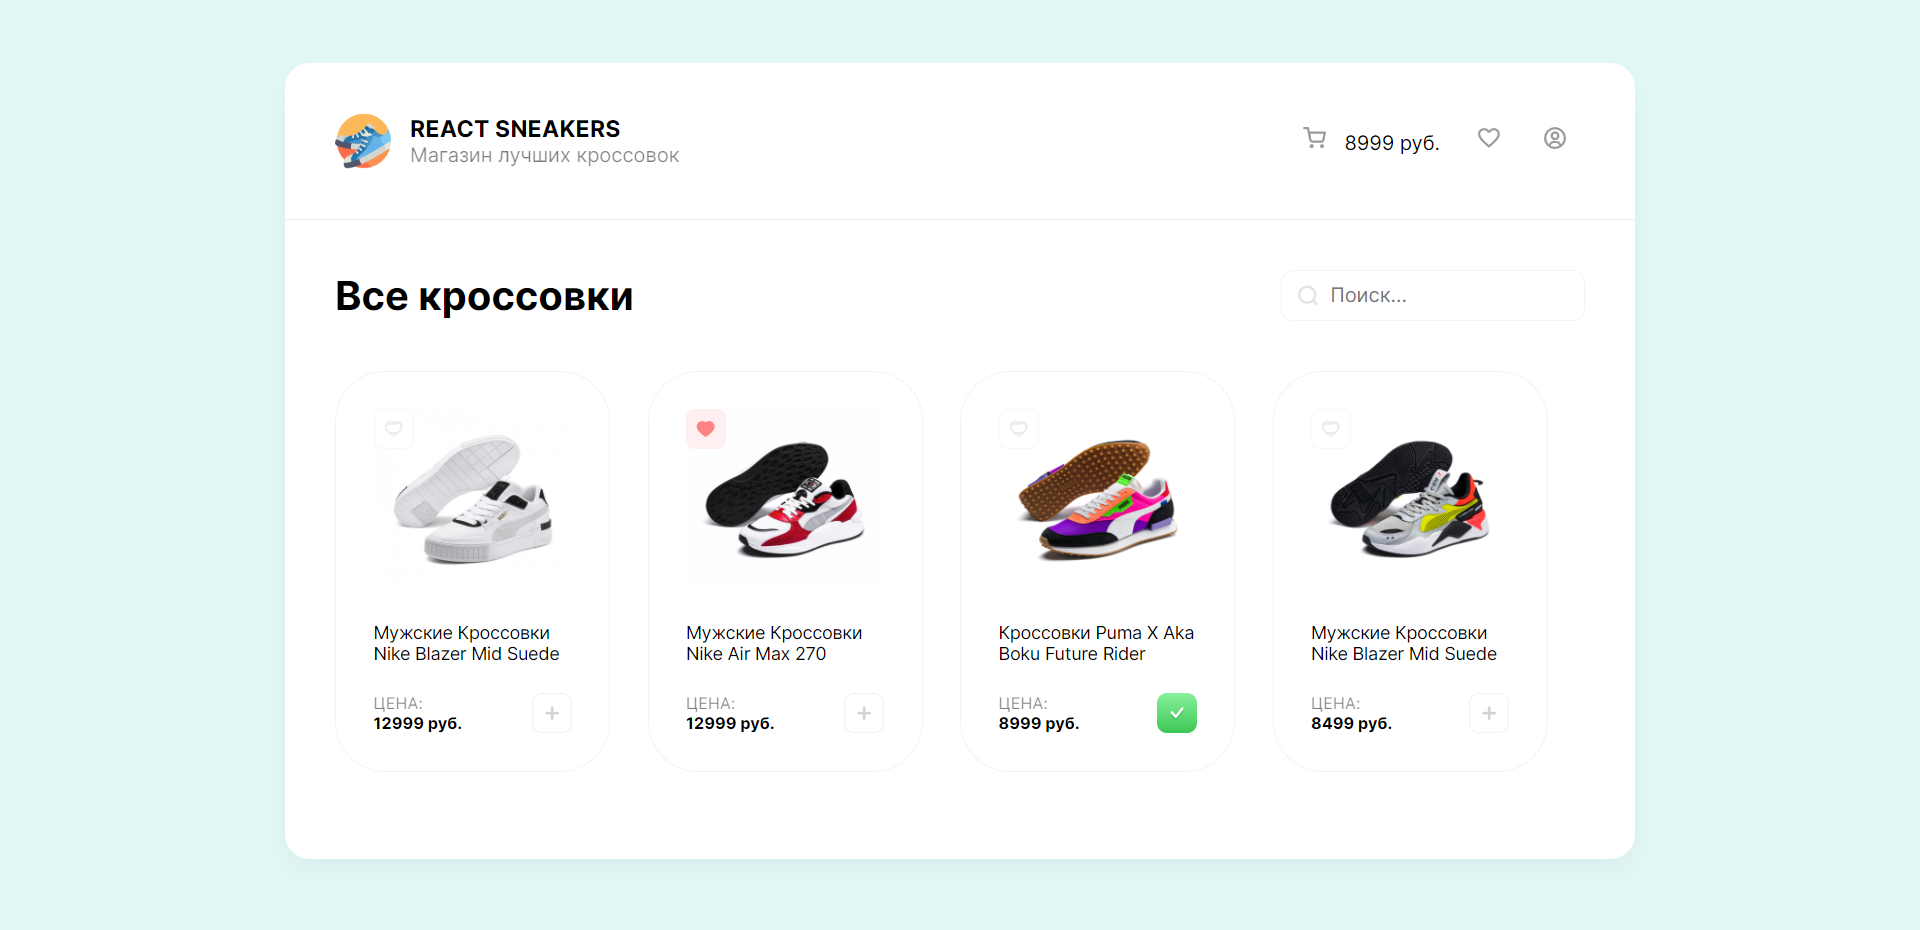 REACT SNEAKERS
Магазин лучших кроссовок
8999 руб.
Все кроссовки
Поиск...
Мужские Кроссовки
Nike Blazer Mid Suede
ЦЕНА:
12999 руб.
Мужские Кроссовки
Nike Air Max 270
ЦЕНА:
12999 руб.
Кроссовки Puma X Aka
Boku Future Rider
ЦЕНА:
8999 руб.
Мужские Кроссовки
Nike Blazer Mid Suede
ЦЕНА:
8499 руб.